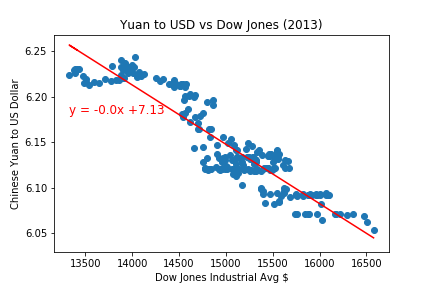 Yuan to USD vs Dow Jones (2013)
6.25
6.20
6.15
6.10
6.05
Chinese Yuan to US Dollar
y = -0.0x +7.13
13500 14000 14500 15000 15500 16000 16500
Dow Jones Industrial Avg $